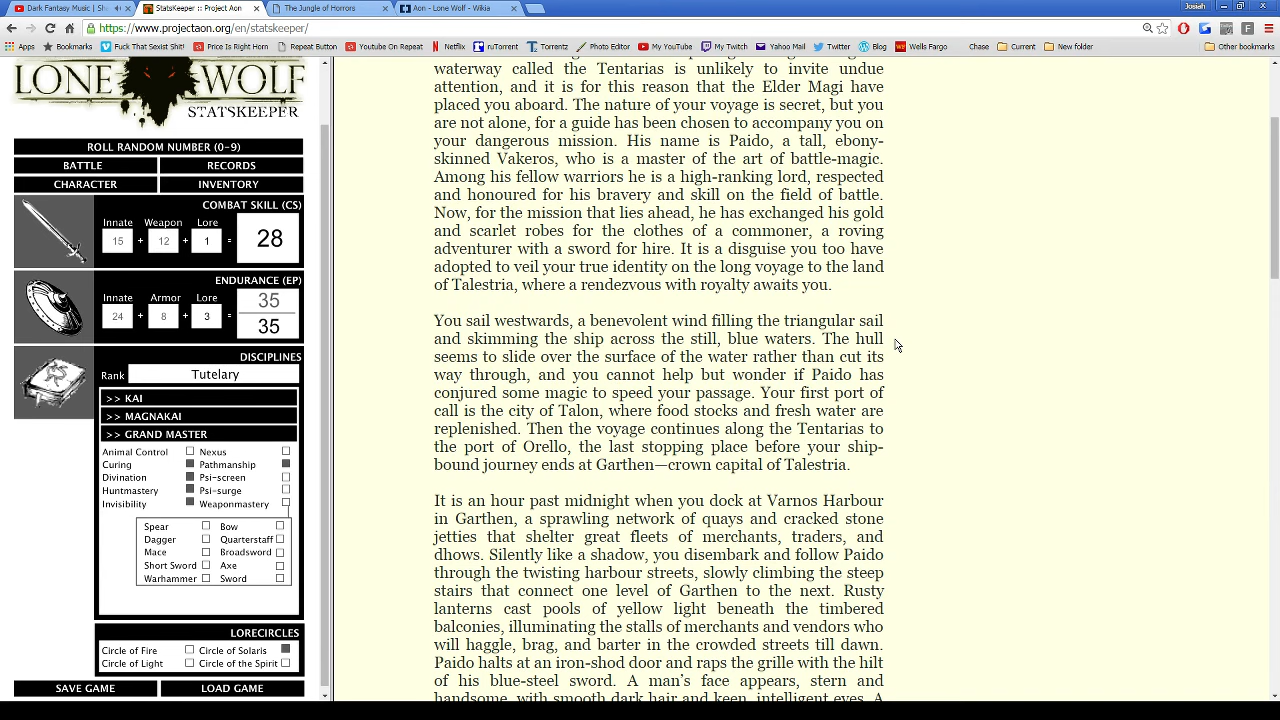 Dark Fantasy Music |
StatsKeeper :: Project Aon
The Jungle of Horrors
Aon - Lone Wolf - Wikia
Josiah
https://www.projectaon.org/en/statskeeper/
Apps
Bookmarks
Fuck That Sexist Shit!
Price Is Right Horn
Repeat Button
Youtube On Repeat
Netflix
ruTorrent
Torrentz
Photo Editor
My YouTube
My Twitch
Yahoo Mail
Twitter
Blog
Wells Fargo
Chase
Current
New folder
Other bookmarks
LONE WOLF
STATSKEEPER
ROLL RANDOM NUMBER (0-9)
BATTLE
RECORDS
CHARACTER
INVENTORY
COMBAT SKILL (CS)
Innate Weapon Lore
15 + 12 + 1 = 28
ENDURANCE (EP)
Innate Armor Lore
35
24 + 8 + 3 =
35
DISCIPLINES
Rank Tutelary
>> KAI
>> MAGNAKAI
>> GRAND MASTER
Animal Control Nexus
Curing Pathmanship
Divination Psi-screen
Huntmastery Psi-surge
Invisibility Weaponmastery
Spear Bow
Dagger Quarterstaff
Mace Broadsword
Short Sword Axe
Warhammer Sword
LORECIRCLES
Circle of Fire Circle of Solaris
Circle of Light Circle of the Spirit
SAVE GAME LOAD GAME
waterway called the Tentarias is unlikely to invite undue
attention, and it is for this reason that the Elder Magi have
placed you aboard. The nature of your voyage is secret, but you
are not alone, for a guide has been chosen to accompany you on
your dangerous mission. His name is Paido, a tall, ebony-
skinned Vakeros, who is a master of the art of battle-magic.
Among his fellow warriors he is a high-ranking lord, respected
and honoured for his bravery and skill on the field of battle.
Now, for the mission that lies ahead, he has exchanged his gold
and scarlet robes for the clothes of a commoner, a roving
adventurer with a sword for hire. It is a disguise you too have
adopted to veil your true identity on the long voyage to the land
of Talestria, where a rendezvous with royalty awaits you.
You sail westwards, a benevolent wind filling the triangular sail
and skimming the ship across the still, blue waters. The hull
seems to slide over the surface of the water rather than cut its
way through, and you cannot help but wonder if Paido has
conjured some magic to speed your passage. Your first port of
call is the city of Talon, where food stocks and fresh water are
replenished. Then the voyage continues along the Tentarias to
the port of Orello, the last stopping place before your ship-
bound journey ends at Garthen—crown capital of Talestria.
It is an hour past midnight when you dock at Varnos Harbour
in Garthen, a sprawling network of quays and cracked stone
jetties that shelter great fleets of merchants, traders, and
dhows. Silently like a shadow, you disembark and follow Paido
through the twisting harbour streets, slowly climbing the steep
stairs that connect one level of Garthen to the next. Rusty
lanterns cast pools of yellow light beneath the timbered
balconies, illuminating the stalls of merchants and vendors who
will haggle, brag, and barter in the crowded streets till dawn.
Paido halts at an iron-shod door and raps the grille with the hilt
of his blue-steel sword. A man's face appears, stern and
handsome, with smooth dark hair and keen, intelligent eyes. A